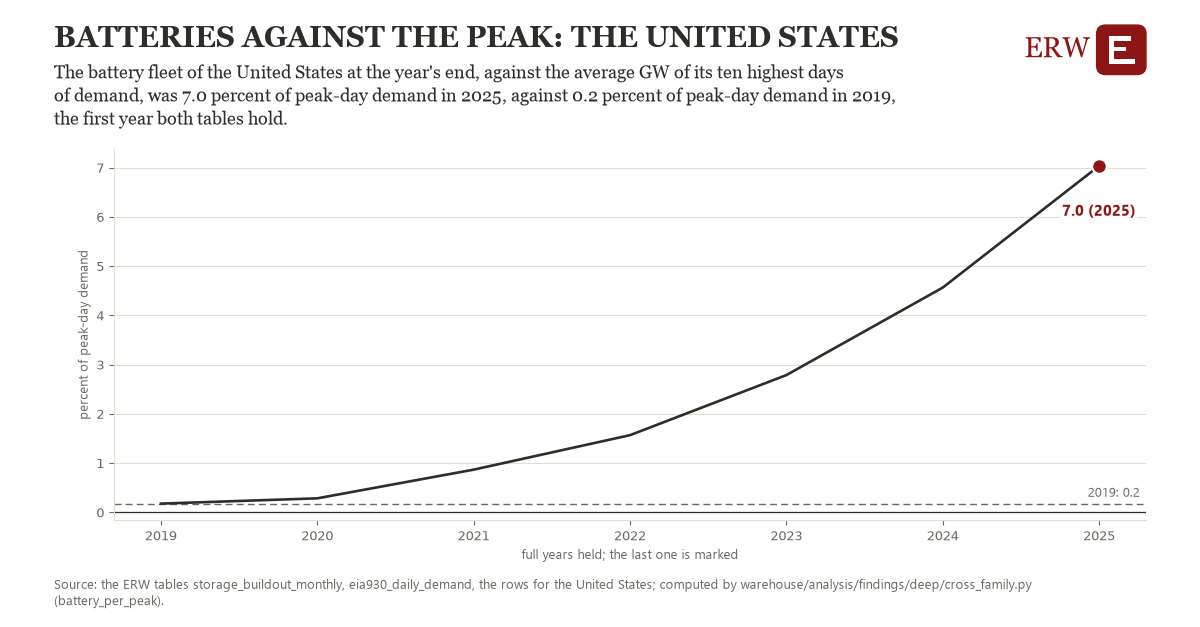 BATTERIES AGAINST THE PEAK: THE UNITED STATES
ERW E
The battery fleet of the United States at the year's end, against the average GW of its ten highest days
of demand, was 7.0 percent of peak-day demand in 2025, against 0.2 percent of peak-day demand in 2019,
the first year both tables hold.
percent of peak-day demand
7
6
5
4
3
2
1
0
7.0 (2025)
2019: 0.2
2019 2020 2021 2022 2023 2024 2025
full years held; the last one is marked
Source: the ERW tables storage_buildout_monthly, eia930_daily_demand, the rows for the United States; computed by warehouse/analysis/findings/deep/cross_family.py
(battery_per_peak).